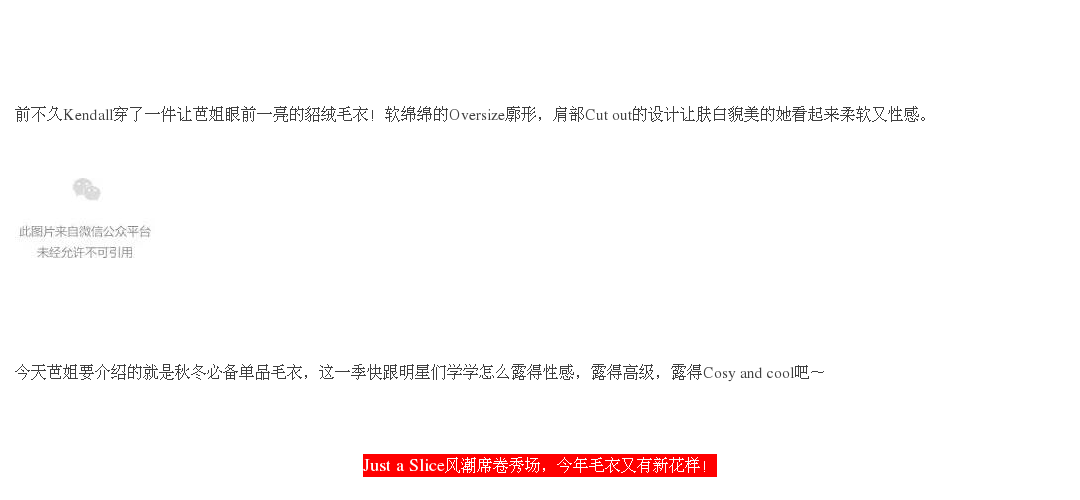 前不久Kendall穿了一件让芭姐眼前一亮的貂绒毛衣！软绵绵的Oversize廓形，肩部Cut out的设计让肤白貌美的她看起来柔软又性感。
此图片来自微信公众平台
未经允许不可引用
今天芭姐要介绍的就是秋冬必备单品毛衣，这一季快跟明星们学学怎么露得性感，露得高级，露得Cosy and cool吧～
Just a Slice风潮席卷秀场，今年毛衣又有新花样！